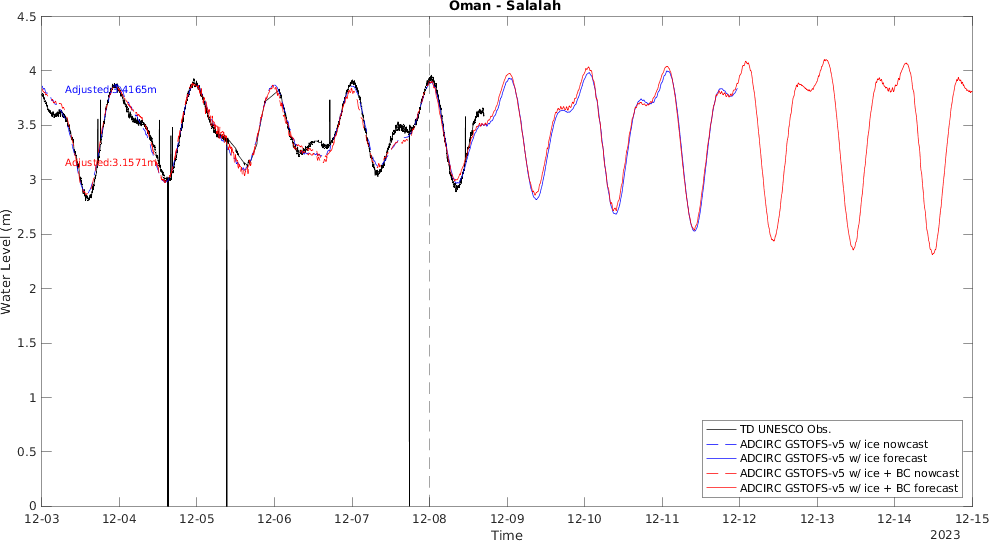 Oman - Salalah
4.5
4
3.5
3
2.5
2
1.5
1
0.5
0
Water Level (m)
Adjusted:3.4165m
Adjusted:3.1571m
TD UNESCO Obs.
ADCIRC GSTOFS-v5 w/ ice nowcast
ADCIRC GSTOFS-v5 w/ ice forecast
ADCIRC GSTOFS-v5 w/ ice + BC nowcast
ADCIRC GSTOFS-v5 w/ ice + BC forecast
12-03 12-04 12-05 12-06 12-07 12-08 12-09 12-10 12-11 12-12 12-13 12-14 12-15
Time
2023